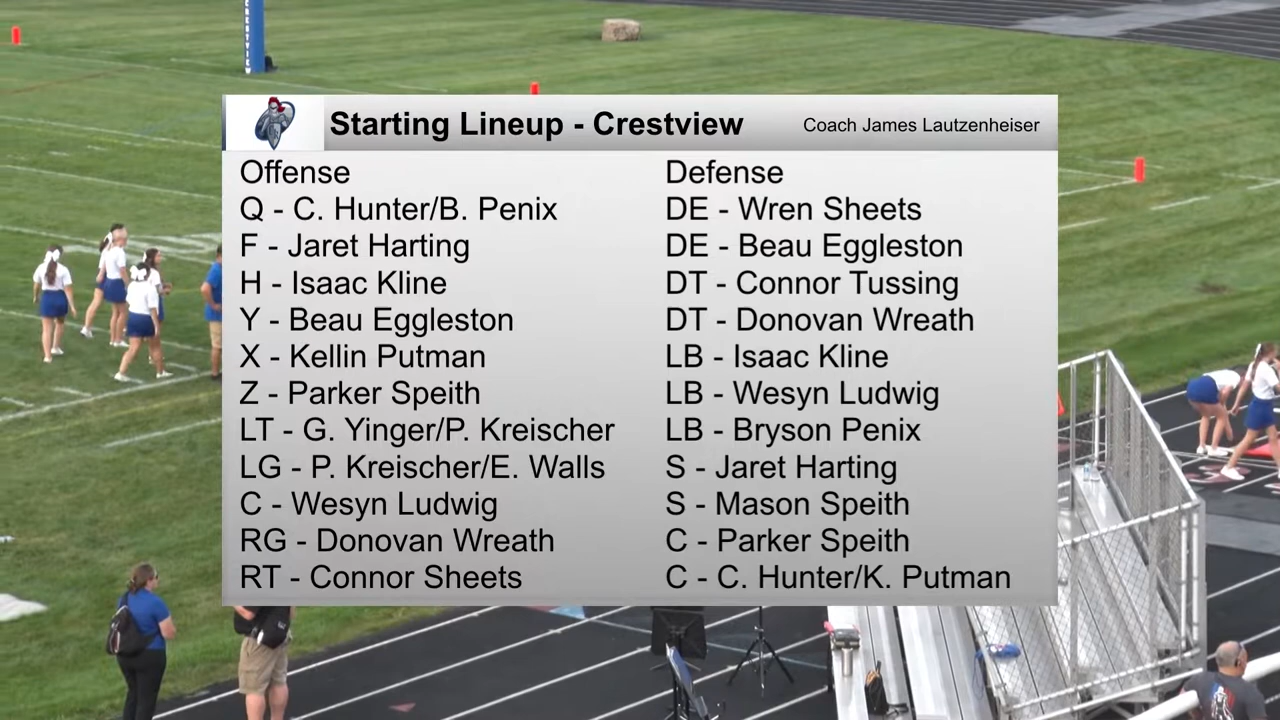 CRESTVIEW
Starting Lineup - Crestview
Coach James Lautzenheiser
Offense
Q - C. Hunter/B. Penix
F - Jaret Harting
H - Isaac Kline
Y - Beau Eggleston
X - Kellin Putman
Z - Parker Speith
LT - G. Yinger/P. Kreischer
LG - P. Kreischer/E. Walls
C - Wesyn Ludwig
RG - Donovan Wreath
RT - Connor Sheets
Defense
DE - Wren Sheets
DE - Beau Eggleston
DT - Connor Tussing
DT - Donovan Wreath
LB - Isaac Kline
LB - Wesyn Ludwig
LB - Bryson Penix
S - Jaret Harting
S - Mason Speith
C - Parker Speith
C - C. Hunter/K. Putman